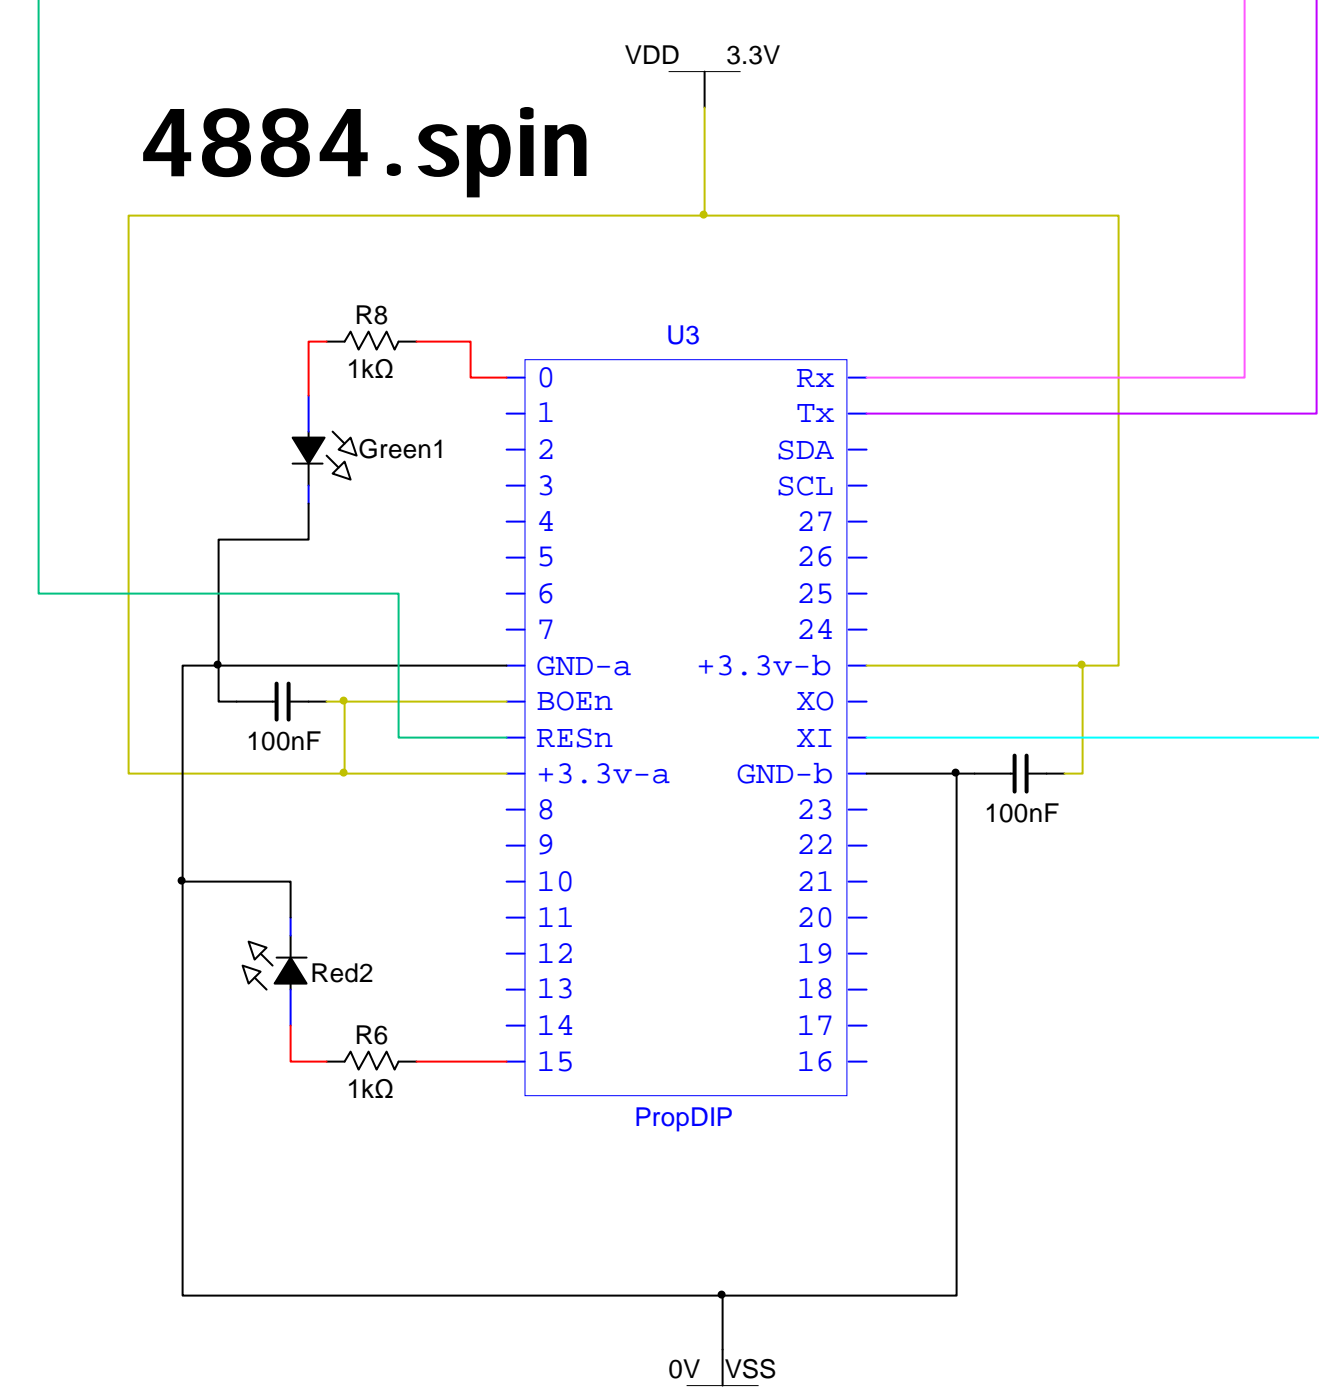 VDD 3.3V
4884.spin
R8
1kΩ
Green1
U3
0 Rx
1 Tx
2 SDA
3 SCL
4 27
5 26
6 25
7 24
GND-a +3.3v-b
BOEn XO
RESn XI
+3.3v-a GND-b
100nF
100nF
8 23
9 22
10 21
11 20
12 19
13 18
14 17
15 16
Red2
R6
1kΩ
PropDIP
0V VSS